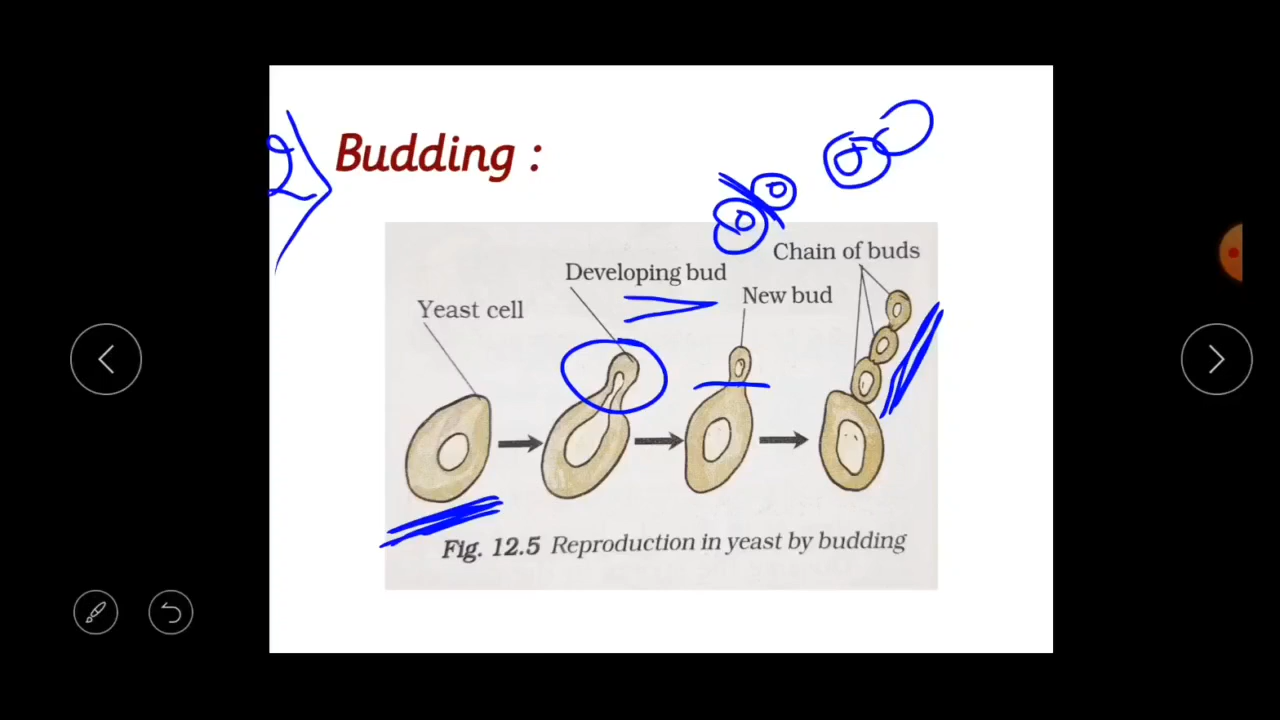 Budding :
Chain of buds
Developing bud
New bud
Yeast cell
Fig. 12.5 Reproduction in yeast by budding